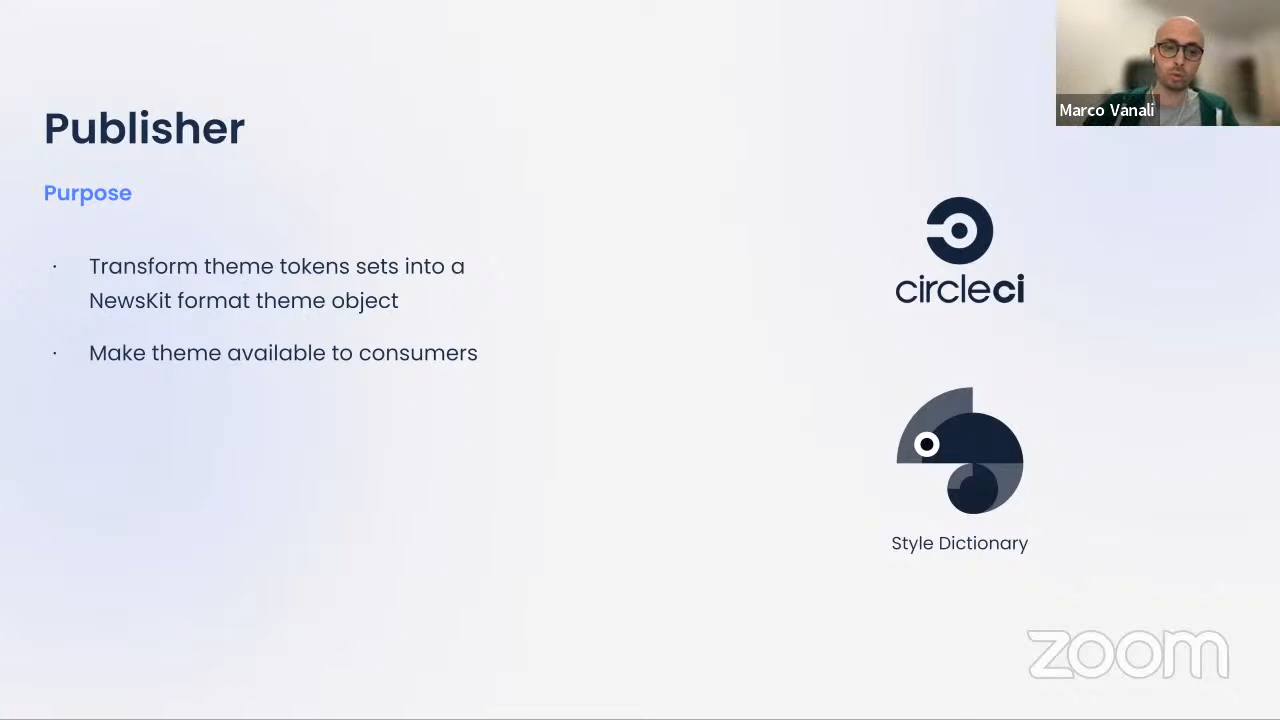 Marco Vanali
Publisher
Purpose
· Transform theme tokens sets into a
NewsKit format theme object
· Make theme available to consumers
circleci
Style Dictionary
zoom